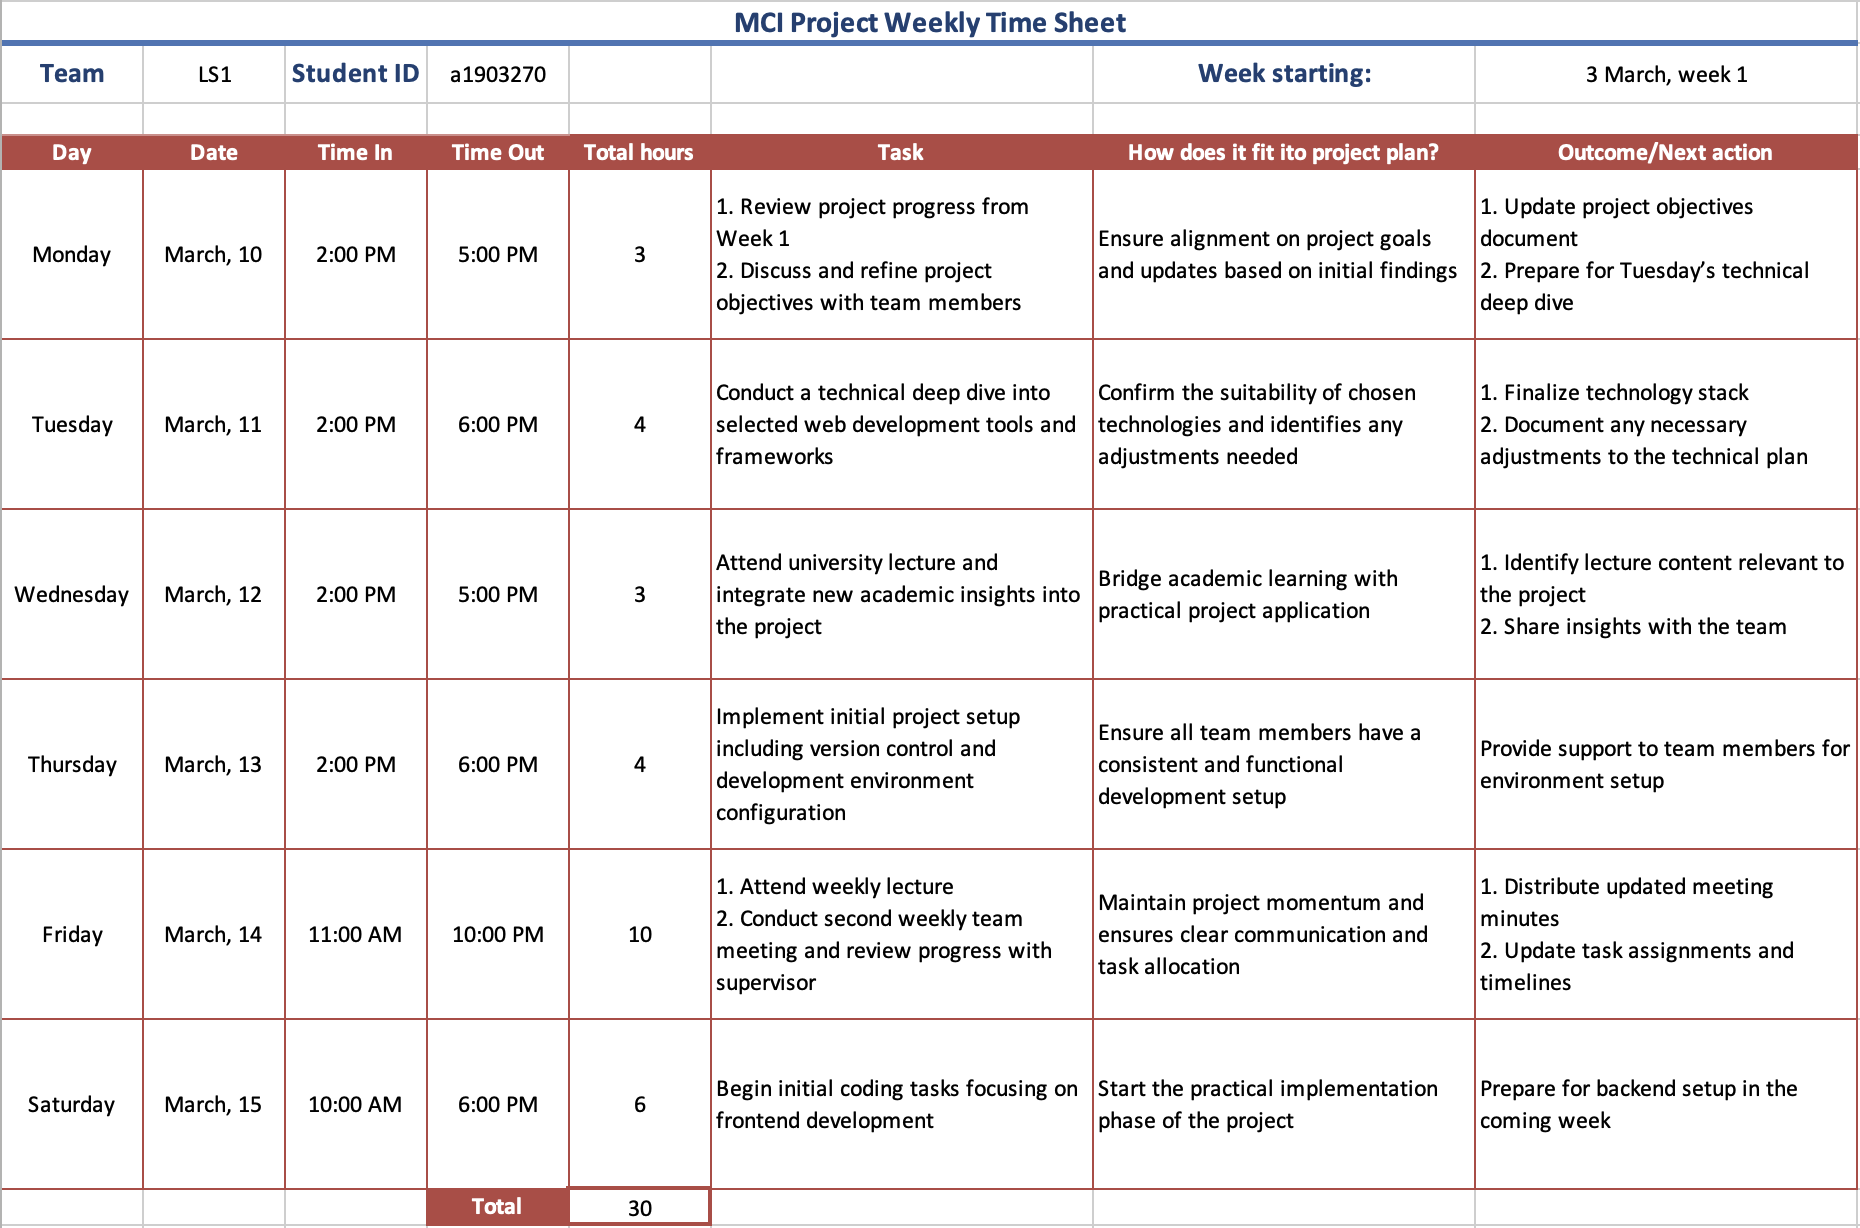 MCI Project Weekly Time Sheet
Team LS1 Student ID a1903270 Week starting: 3 March, week 1
Day Date Time In Time Out Total hours Task How does it fit ito project plan? Outcome/Next action
Monday March, 10 2:00 PM 5:00 PM 3
1. Review project progress from
Week 1
2. Discuss and refine project
objectives with team members
Ensure alignment on project goals
and updates based on initial findings
1. Update project objectives
document
2. Prepare for Tuesday’s technical
deep dive
Tuesday March, 11 2:00 PM 6:00 PM 4
Conduct a technical deep dive into
selected web development tools and
frameworks
Confirm the suitability of chosen
technologies and identifies any
adjustments needed
1. Finalize technology stack
2. Document any necessary
adjustments to the technical plan
Wednesday March, 12 2:00 PM 5:00 PM 3
Attend university lecture and
integrate new academic insights into
the project
Bridge academic learning with
practical project application
1. Identify lecture content relevant to
the project
2. Share insights with the team
Thursday March, 13 2:00 PM 6:00 PM 4
Implement initial project setup
including version control and
development environment
configuration
Ensure all team members have a
consistent and functional
development setup
Provide support to team members for
environment setup
Friday March, 14 11:00 AM 10:00 PM 10
1. Attend weekly lecture
2. Conduct second weekly team
meeting and review progress with
supervisor
Maintain project momentum and
ensures clear communication and
task allocation
1. Distribute updated meeting
minutes
2. Update task assignments and
timelines
Saturday March, 15 10:00 AM 6:00 PM 6
Begin initial coding tasks focusing on
frontend development
Start the practical implementation
phase of the project
Prepare for backend setup in the
coming week
Total 30